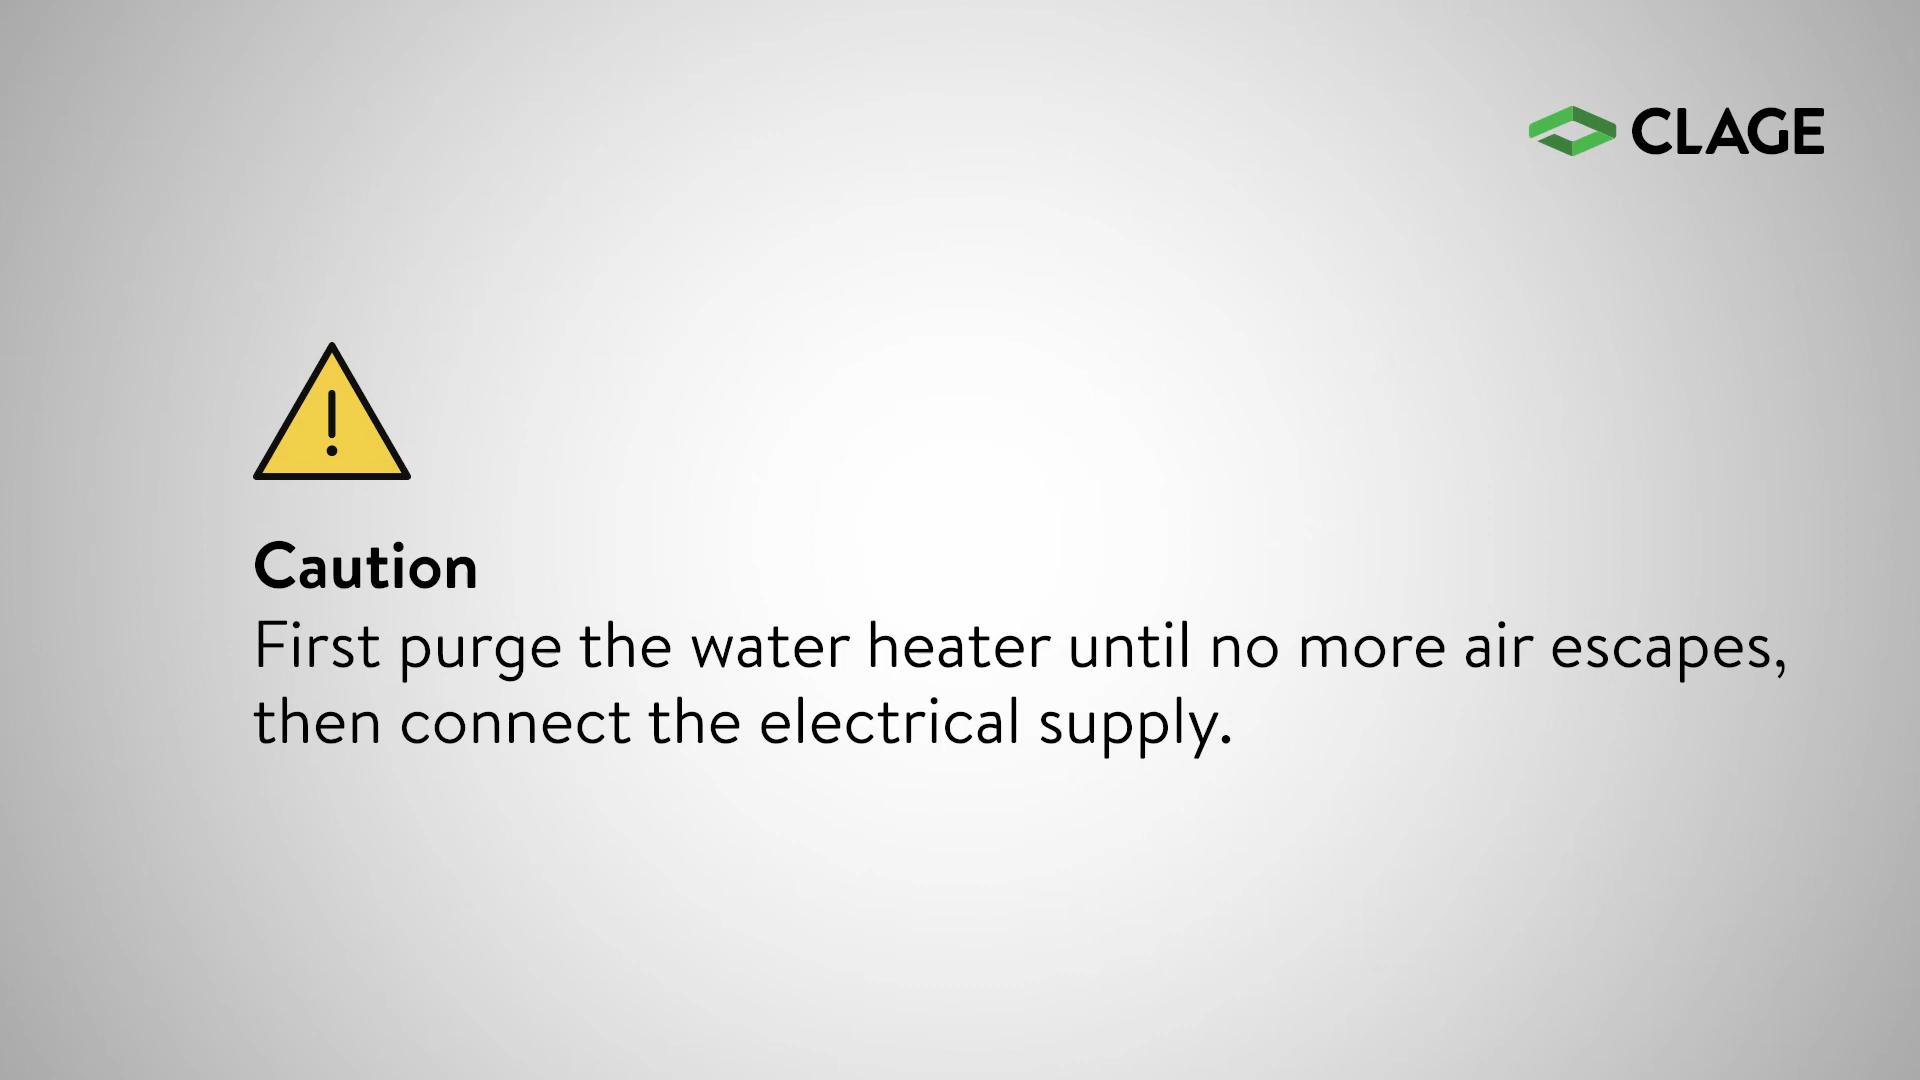 CLAGE
Caution
First purge the water heater until no more air escapes,
then connect the electrical supply.